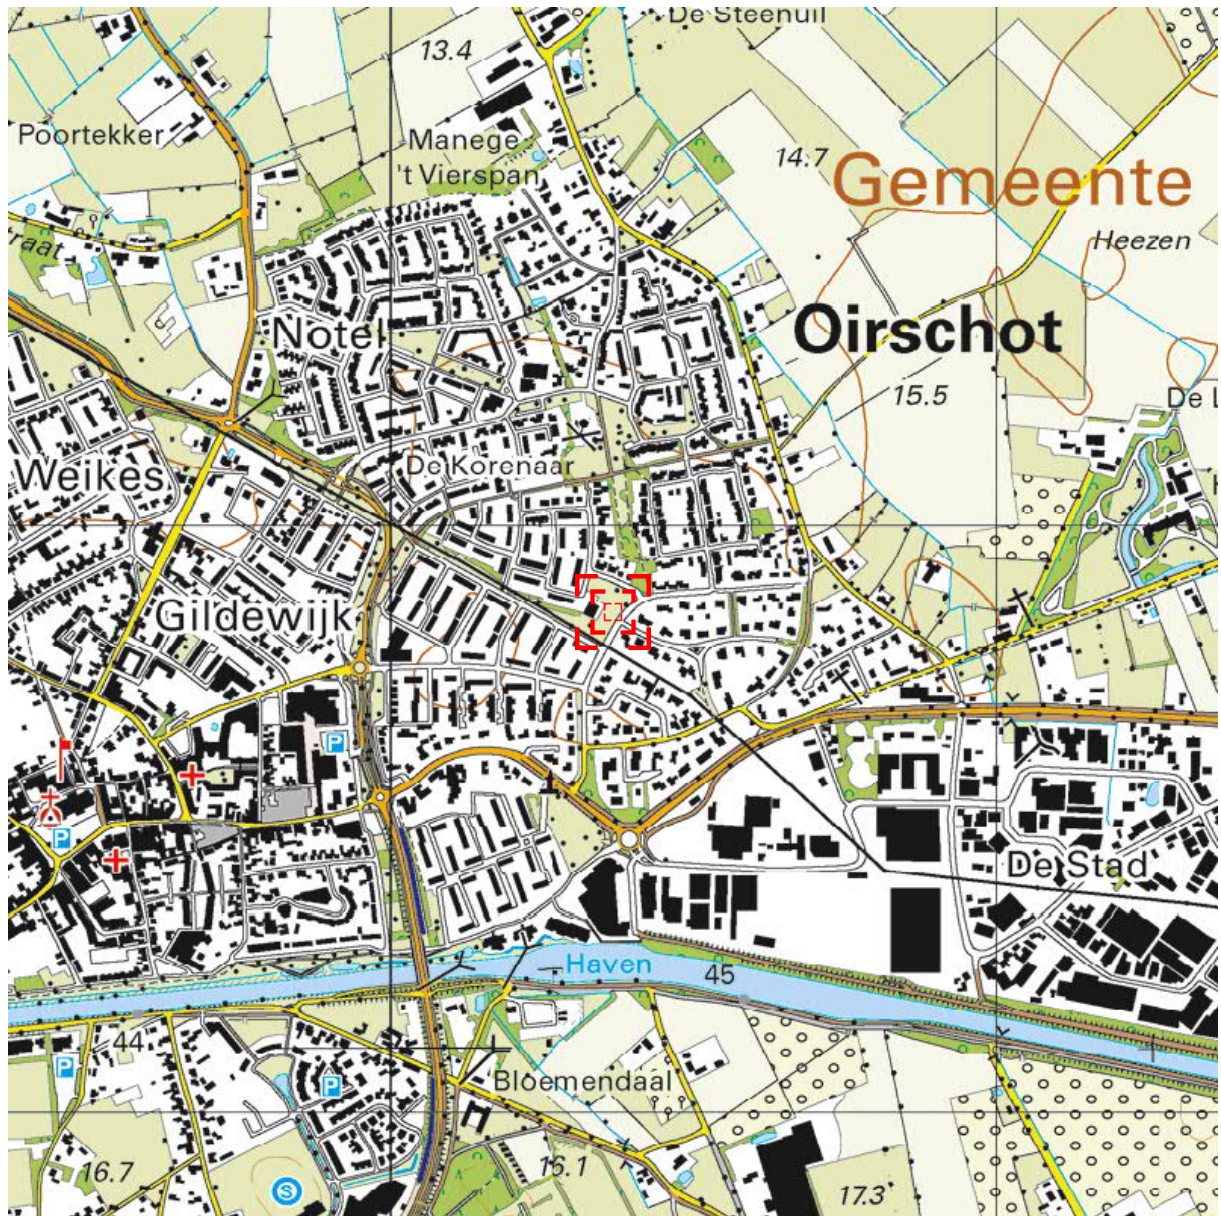 De Steenuil
13.4
Poortekker
Manege
't Vierspan
14.7
Gemeente
raat
Heezen
Notel
Oirschot
15.5
De L
Weikes
De Korenaar
H
Gildewijk
P
P
De Stad
Haven
45
44
P
P
Bloemendaal
16.7
15.1
S
17.3